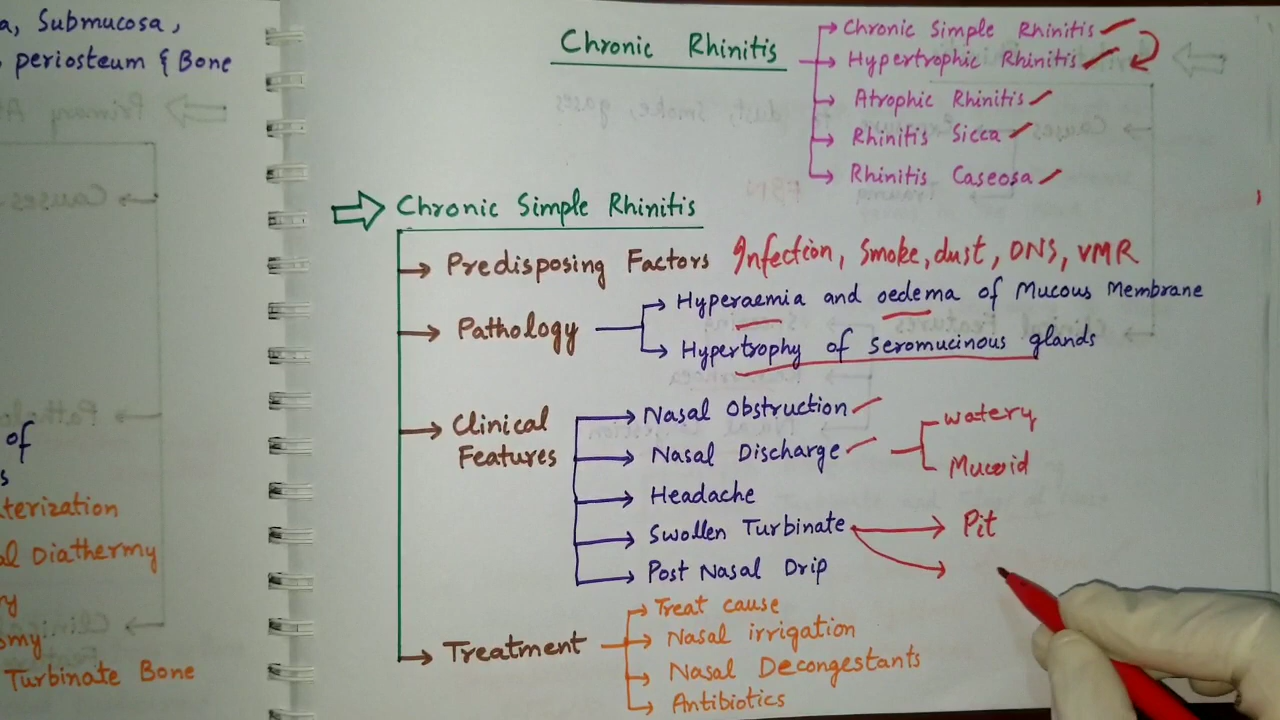 a, Submucosa,
periosteum & Bone
of
s
terization
al Diathermy
ry
omy
Turbinate Bone
Chronic Rhinitis
Chronic Simple Rhinitis
Hypertrophic Rhinitis
Atrophic Rhinitis
Rhinitis Sicca
Rhinitis Caseosa
Chronic Simple Rhinitis
Predisposing Factors Infection, Smoke, dust, DNS, VMR
Pathology
Hyperaemia and oedema of Mucous Membrane
Hypertrophy of seromucinous glands
Clinical
Features
Nasal Obstruction
Nasal Discharge
watery
Mucoid
Headache
Swollen Turbinate
Pit
Post Nasal Drip
Treatment
Treat cause
Nasal irrigation
Nasal Decongestants
Antibiotics